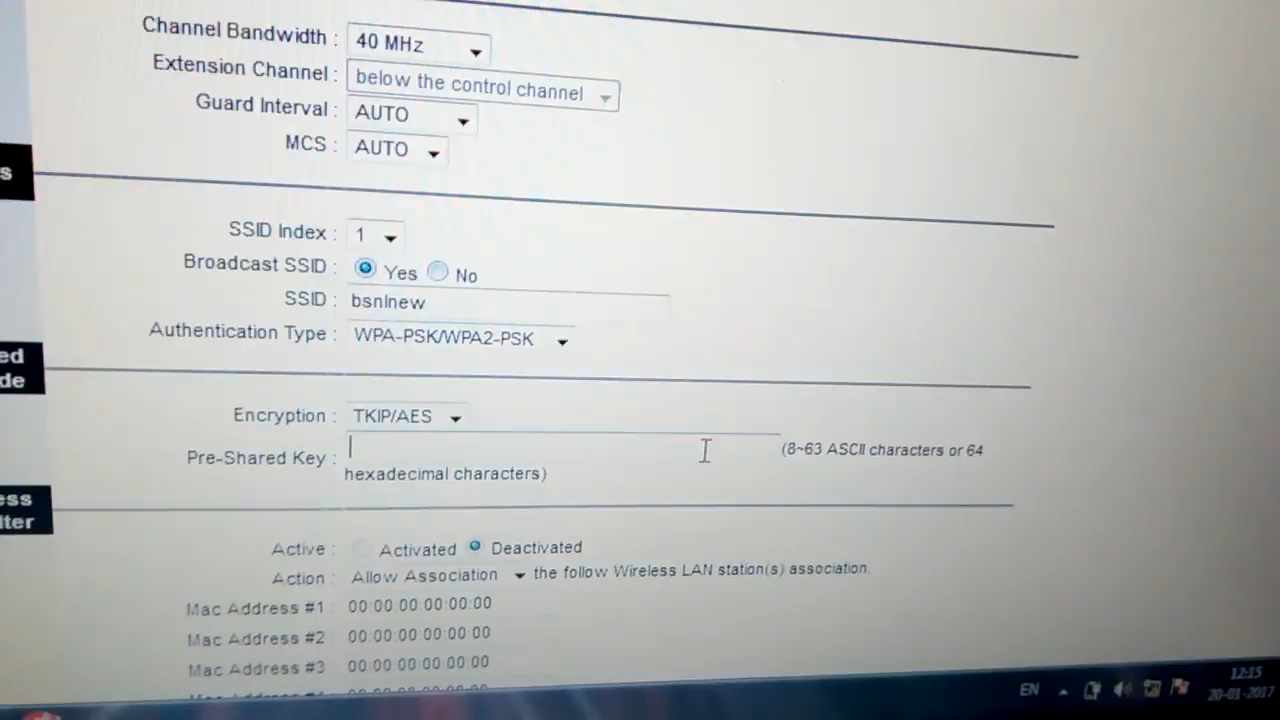 Channel Bandwidth : 40 MHz
Extension Channel : below the control channel
Guard Interval : AUTO
MCS : AUTO
s
SSID Index : 1
Broadcast SSID : Yes No
SSID : bsnlnew
Authentication Type : WPA-PSK/WPA2-PSK
ed
de
Encryption : TKIP/AES
Pre-Shared Key : (8~63 ASCII characters or 64
hexadecimal characters)
ess
lter
Active : Activated Deactivated
Action : Allow Association the follow Wireless LAN station(s) association.
Mac Address #1 : 00:00:00:00:00:00
Mac Address #2 : 00:00:00:00:00:00
Mac Address #3 : 00:00:00:00:00:00
EN 12:15
20-01-2017